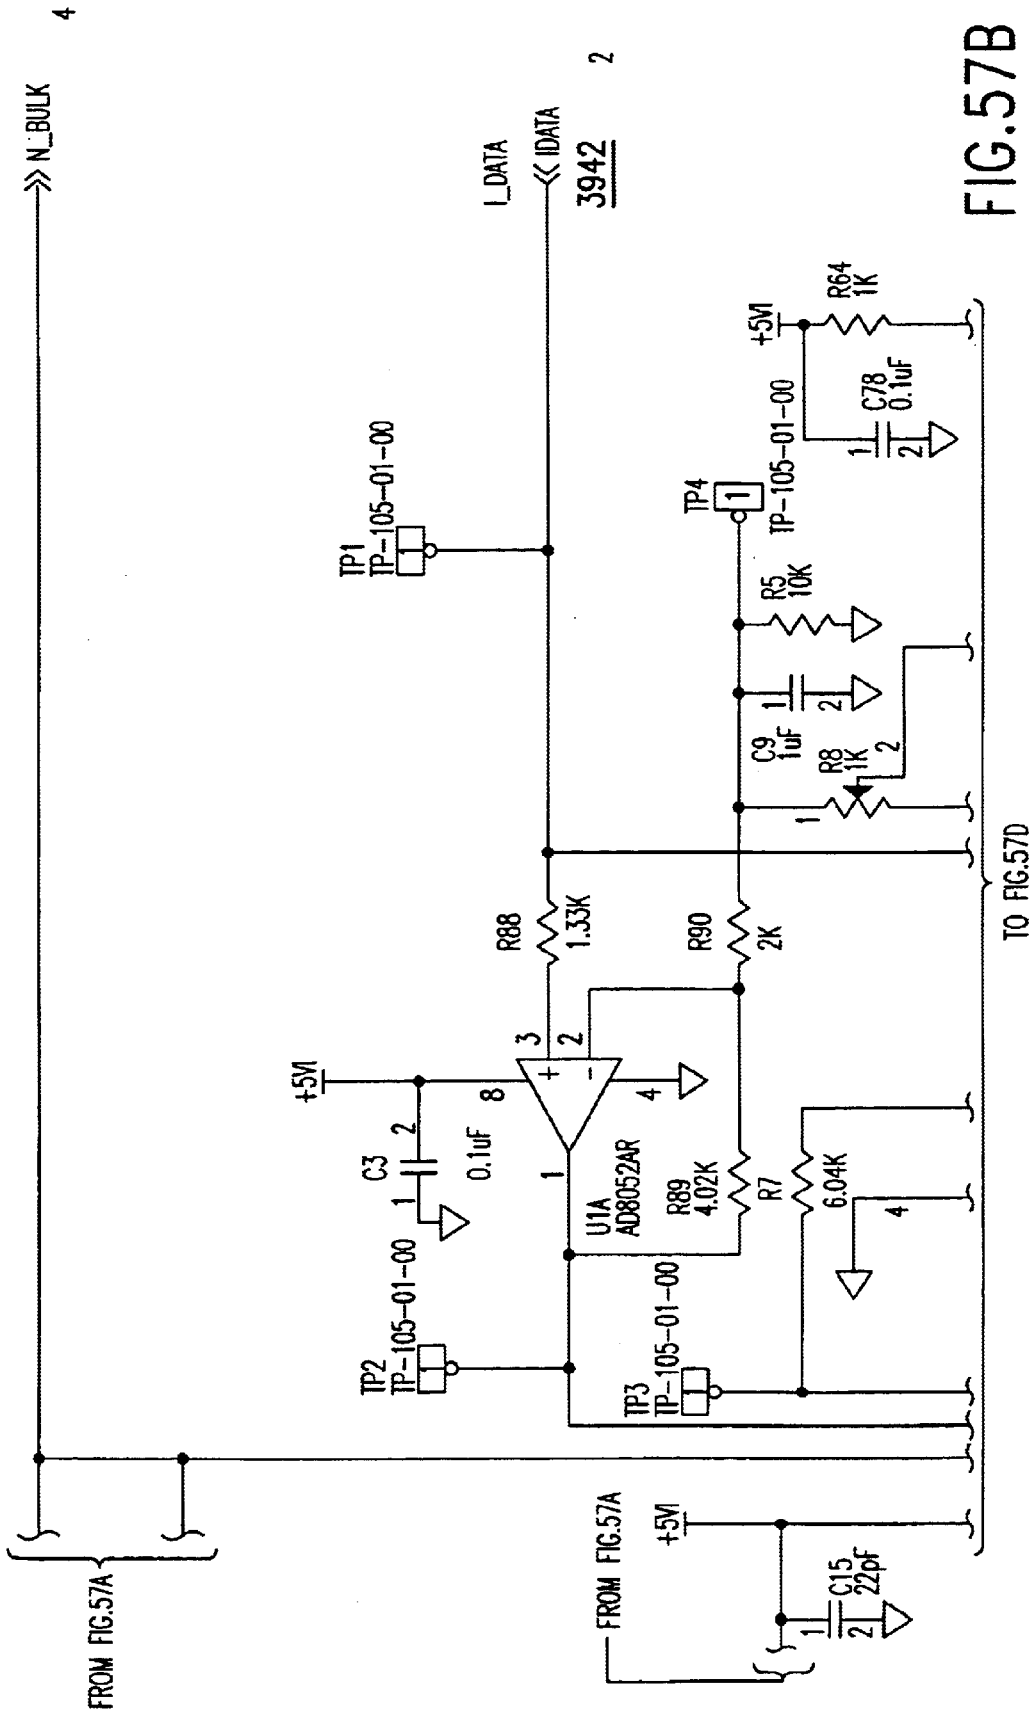 4
N_BULK
FROM FIG.57A
I_DATA
IDATA
3942
2
TP1
TP-105-01-00
+5VI
C3
1
2
0.1uF
8
3
2
+
-
1
4
U1A
AD8052AR
R88
1.33K
TP2
TP-105-01-00
R89
4.02K
R90
2K
TP4
1
TP-105-01-00
R5
10K
C9
1uF
1
2
R8
1K
1
2
+5VI
R64
1K
C78
0.1uF
1
2
TP3
TP-105-01-00
R7
6.04K
4
FROM FIG.57A
+5VI
C15
22pF
1
2
TO FIG.57D
FIG.57B